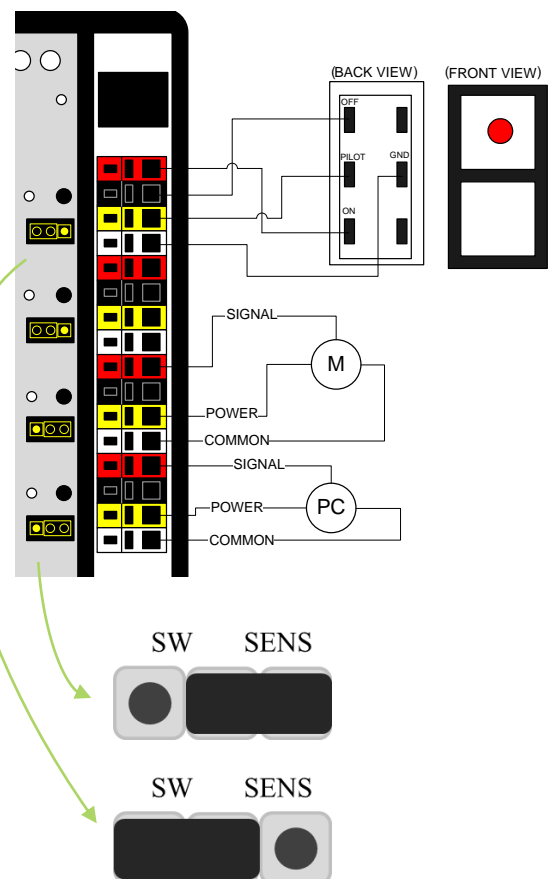 (BACK VIEW)
(FRONT VIEW)
OFF
PILOT
GND
ON
SIGNAL
M
POWER
COMMON
SIGNAL
POWER
PC
COMMON
SW SENS
SW SENS